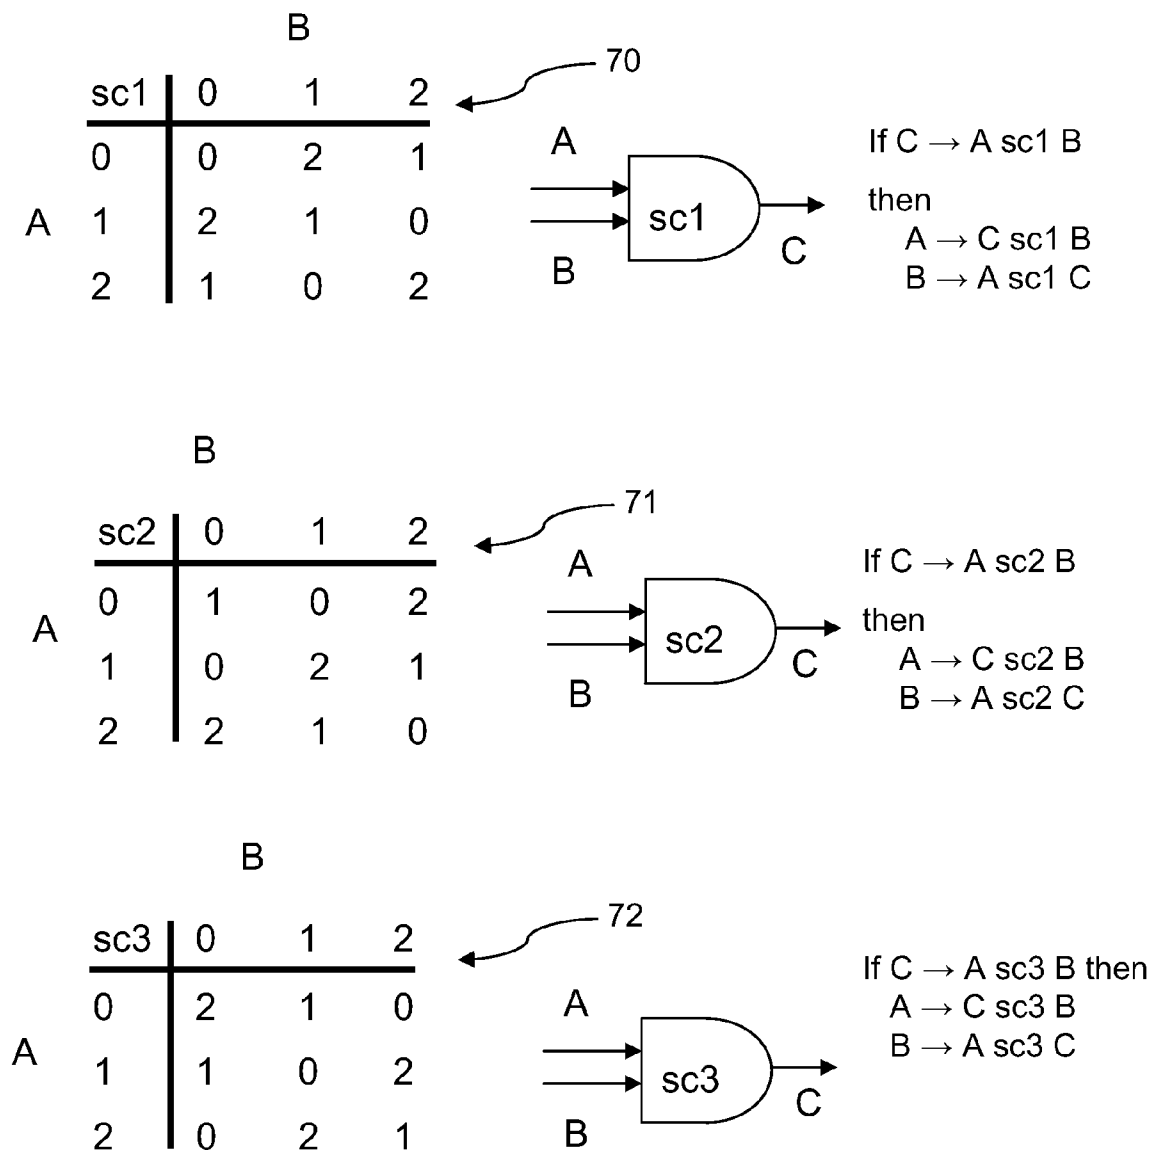 B
70
sc1 0 1 2
0 0 2 1
A 1 2 1 0
2 1 0 2
A
sc1
B
C
If C → A sc1 B
then
A → C sc1 B
B → A sc1 C
B
71
sc2 0 1 2
0 1 0 2
A
1 0 2 1
2 2 1 0
A
sc2
B
C
If C → A sc2 B
then
A → C sc2 B
B → A sc2 C
B
72
sc3 0 1 2
0 2 1 0
A
1 1 0 2
2 0 2 1
A
sc3
B
C
If C → A sc3 B then
A → C sc3 B
B → A sc3 C